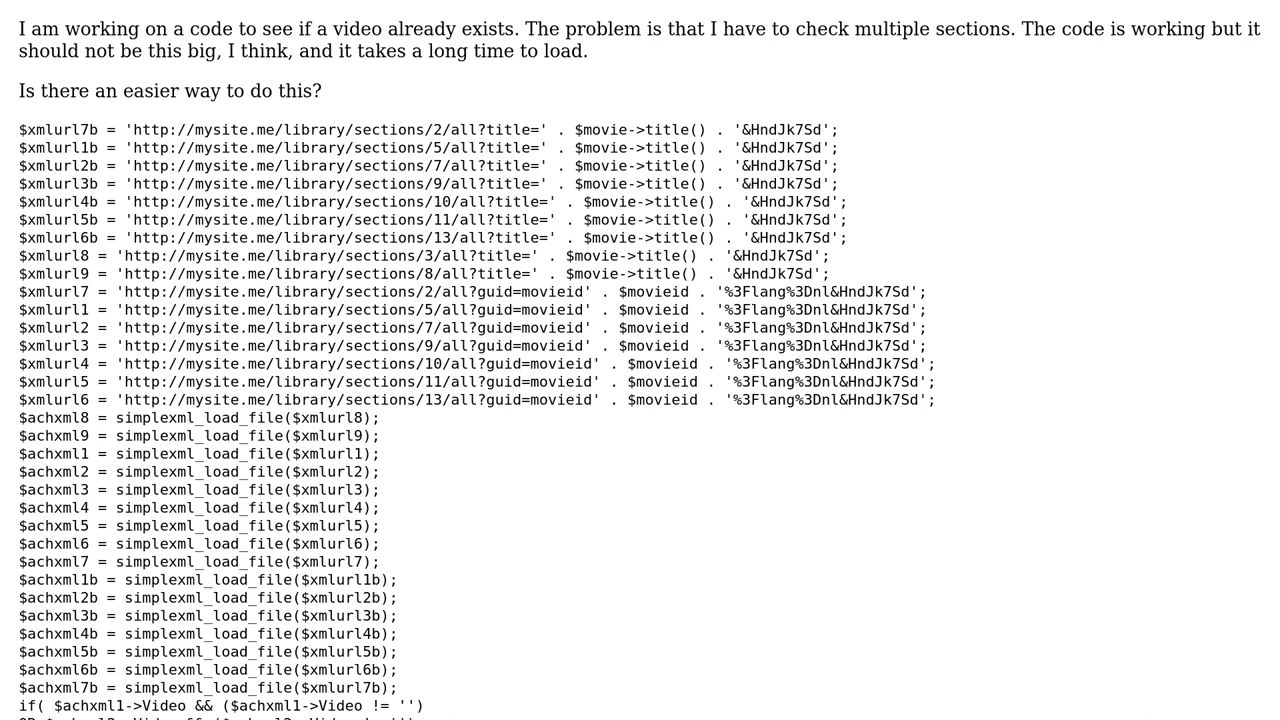 I am working on a code to see if a video already exists. The problem is that I have to check multiple sections. The code is working but it
should not be this big, I think, and it takes a long time to load.
Is there an easier way to do this?
$xmlurl7b = 'http://mysite.me/library/sections/2/all?title=' . $movie->title() . '&HndJk7Sd';
$xmlurl1b = 'http://mysite.me/library/sections/5/all?title=' . $movie->title() . '&HndJk7Sd';
$xmlurl2b = 'http://mysite.me/library/sections/7/all?title=' . $movie->title() . '&HndJk7Sd';
$xmlurl3b = 'http://mysite.me/library/sections/9/all?title=' . $movie->title() . '&HndJk7Sd';
$xmlurl4b = 'http://mysite.me/library/sections/10/all?title=' . $movie->title() . '&HndJk7Sd';
$xmlurl5b = 'http://mysite.me/library/sections/11/all?title=' . $movie->title() . '&HndJk7Sd';
$xmlurl6b = 'http://mysite.me/library/sections/13/all?title=' . $movie->title() . '&HndJk7Sd';
$xmlurl8 = 'http://mysite.me/library/sections/3/all?title=' . $movie->title() . '&HndJk7Sd';
$xmlurl9 = 'http://mysite.me/library/sections/8/all?title=' . $movie->title() . '&HndJk7Sd';
$xmlurl7 = 'http://mysite.me/library/sections/2/all?guid=movieid' . $movieid . '%3Flang%3Dnl&HndJk7Sd';
$xmlurl1 = 'http://mysite.me/library/sections/5/all?guid=movieid' . $movieid . '%3Flang%3Dnl&HndJk7Sd';
$xmlurl2 = 'http://mysite.me/library/sections/7/all?guid=movieid' . $movieid . '%3Flang%3Dnl&HndJk7Sd';
$xmlurl3 = 'http://mysite.me/library/sections/9/all?guid=movieid' . $movieid . '%3Flang%3Dnl&HndJk7Sd';
$xmlurl4 = 'http://mysite.me/library/sections/10/all?guid=movieid' . $movieid . '%3Flang%3Dnl&HndJk7Sd';
$xmlurl5 = 'http://mysite.me/library/sections/11/all?guid=movieid' . $movieid . '%3Flang%3Dnl&HndJk7Sd';
$xmlurl6 = 'http://mysite.me/library/sections/13/all?guid=movieid' . $movieid . '%3Flang%3Dnl&HndJk7Sd';
$achxml8 = simplexml_load_file($xmlurl8);
$achxml9 = simplexml_load_file($xmlurl9);
$achxml1 = simplexml_load_file($xmlurl1);
$achxml2 = simplexml_load_file($xmlurl2);
$achxml3 = simplexml_load_file($xmlurl3);
$achxml4 = simplexml_load_file($xmlurl4);
$achxml5 = simplexml_load_file($xmlurl5);
$achxml6 = simplexml_load_file($xmlurl6);
$achxml7 = simplexml_load_file($xmlurl7);
$achxml1b = simplexml_load_file($xmlurl1b);
$achxml2b = simplexml_load_file($xmlurl2b);
$achxml3b = simplexml_load_file($xmlurl3b);
$achxml4b = simplexml_load_file($xmlurl4b);
$achxml5b = simplexml_load_file($xmlurl5b);
$achxml6b = simplexml_load_file($xmlurl6b);
$achxml7b = simplexml_load_file($xmlurl7b);
if( $achxml1->Video && ($achxml1->Video != '')